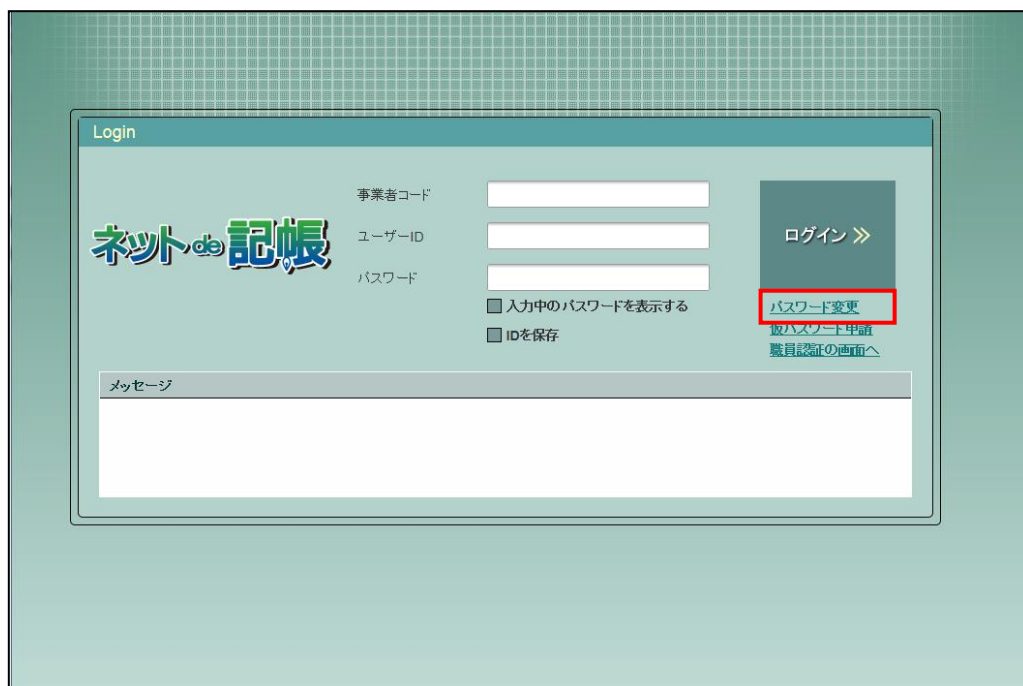 Login
ネットde記帳
事業者コード
ユーザーID
パスワード
入力中のパスワードを表示する
IDを保存
ログイン
パスワード変更
仮パスワード申請
職員認証の画面へ
メッセージ